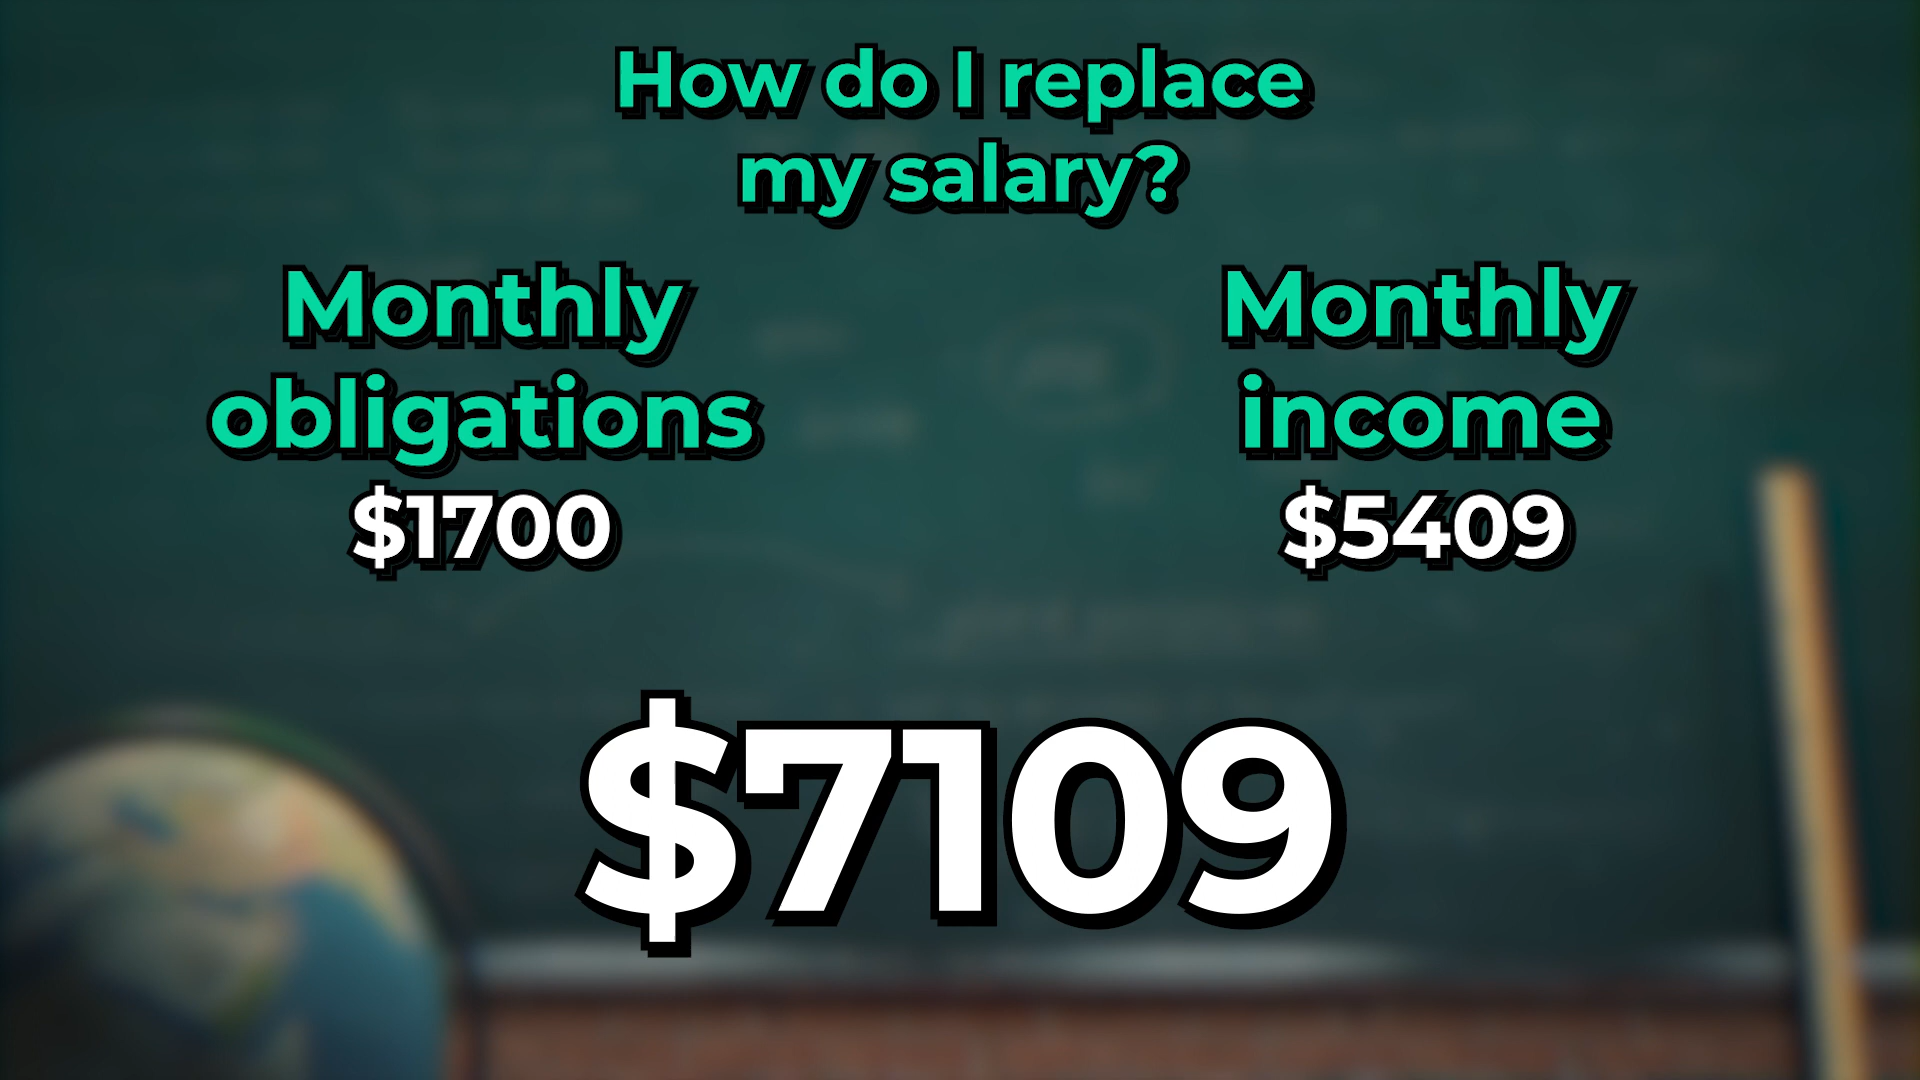 How do I replace
my salary?
Monthly
obligations
$1700
Monthly
income
$5409
$7109